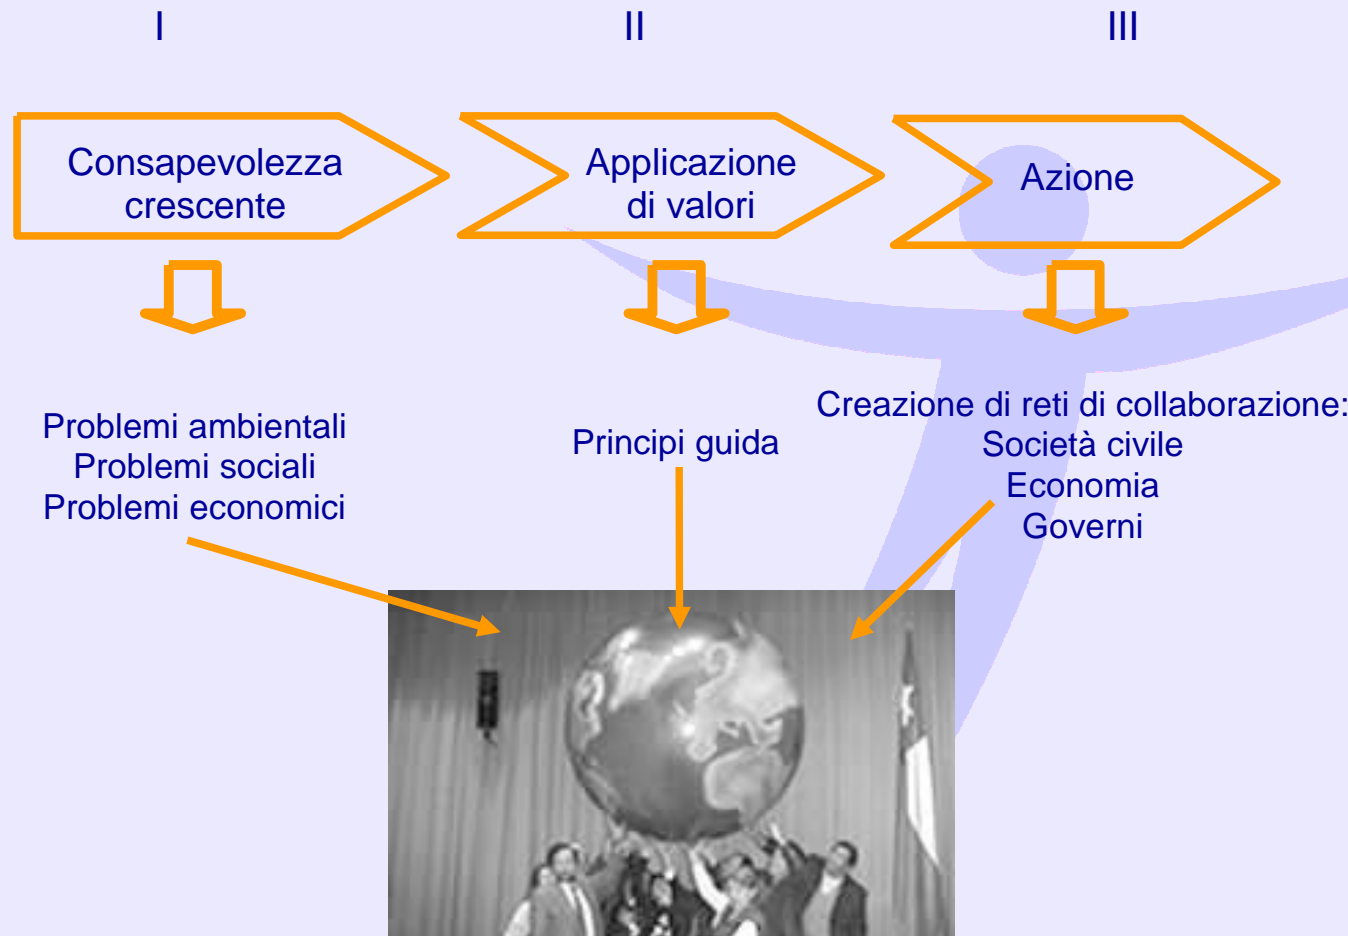 I
II
III
Consapevolezza
crescente
Applicazione
di valori
Azione
Problemi ambientali
Problemi sociali
Problemi economici
Principi guida
Creazione di reti di collaborazione:
Società civile
Economia
Governi